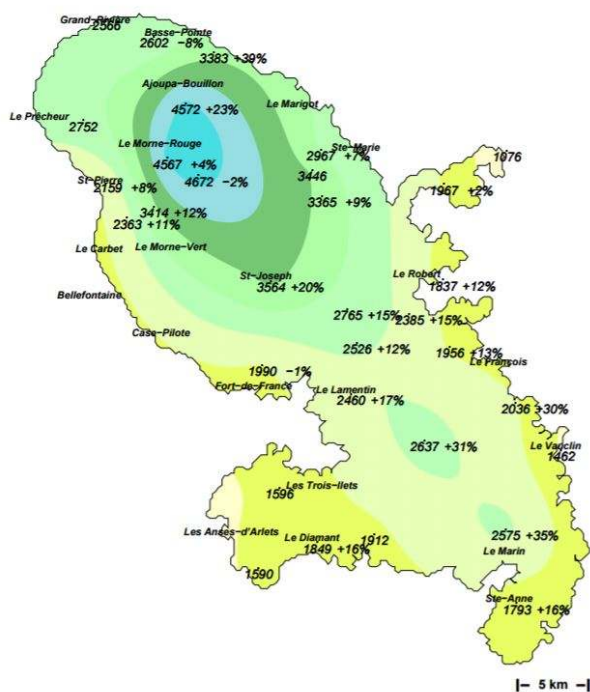 Grand-Rivière
2566
Basse-Pointe
2602 -8%
3383 +39%
Ajoupa-Bouillon
4572 +23%
Le Marigot
Le Prêcheur
2752
Le Morne-Rouge
Ste-Marie
2967 +7%
1076
4567 +4%
3446
St-Pierre
4672 -2%
2159 +8%
1967 +2%
3365 +9%
3414 +12%
2363 +11%
Le Carbet
Le Morne-Vert
St-Joseph
Le Robert
3564 +20%
1837 +12%
Bellefontaine
2765 +15%
2385 +15%
Case-Pilote
2526 +12%
1956 +13%
Le François
1990 -1%
Fort-de-France
Le Lamentin
2460 +17%
2036 +30%
2637 +31%
Le Vauclin
1462
Les Trois-Ilets
1596
Les Anses-d'Arlets
Le Diamant
1912
2575 +35%
1849 +16%
Le Marin
1590
Ste-Anne
1793 +16%
5 km